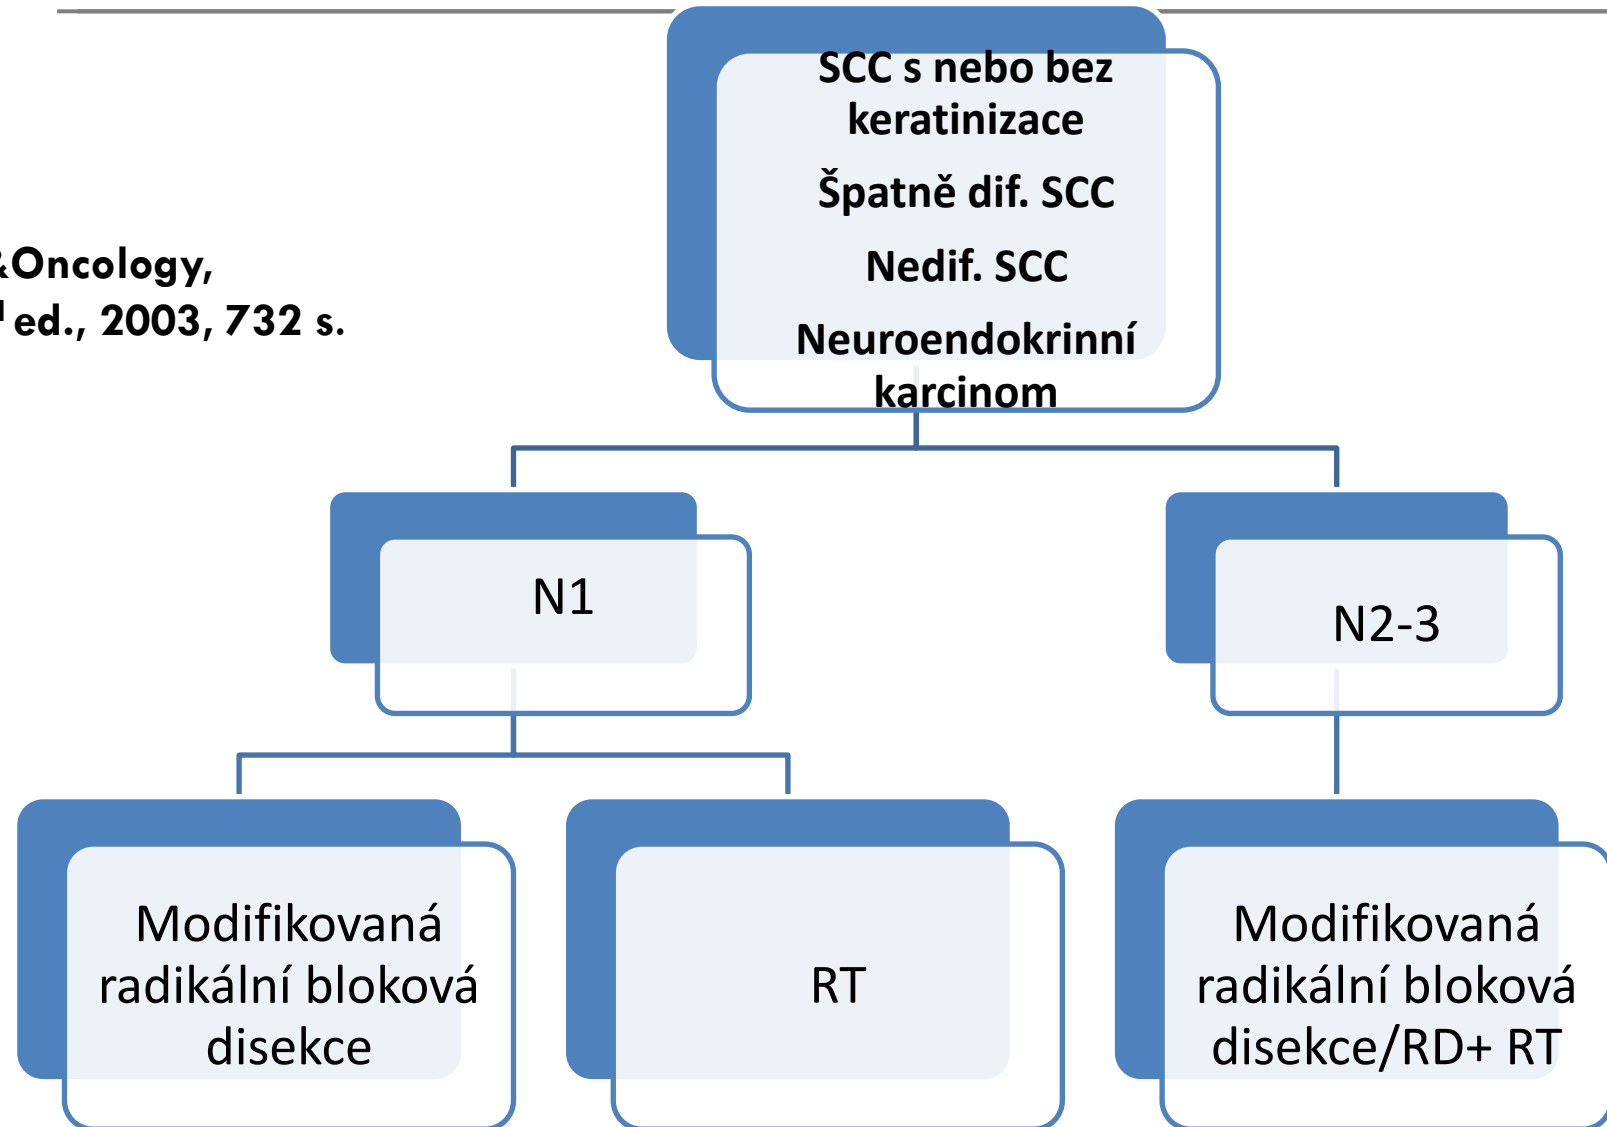 SCC s nebo bez
keratinizace
Špatně dif. SCC
Nedif. SCC
Neuroendokrinní
karcinom
&Oncology,
ed., 2003, 732 s.
N1
N2-3
Modifikovaná
radikální bloková
disekce
RT
Modifikovaná
radikální bloková
disekce/RD+ RT